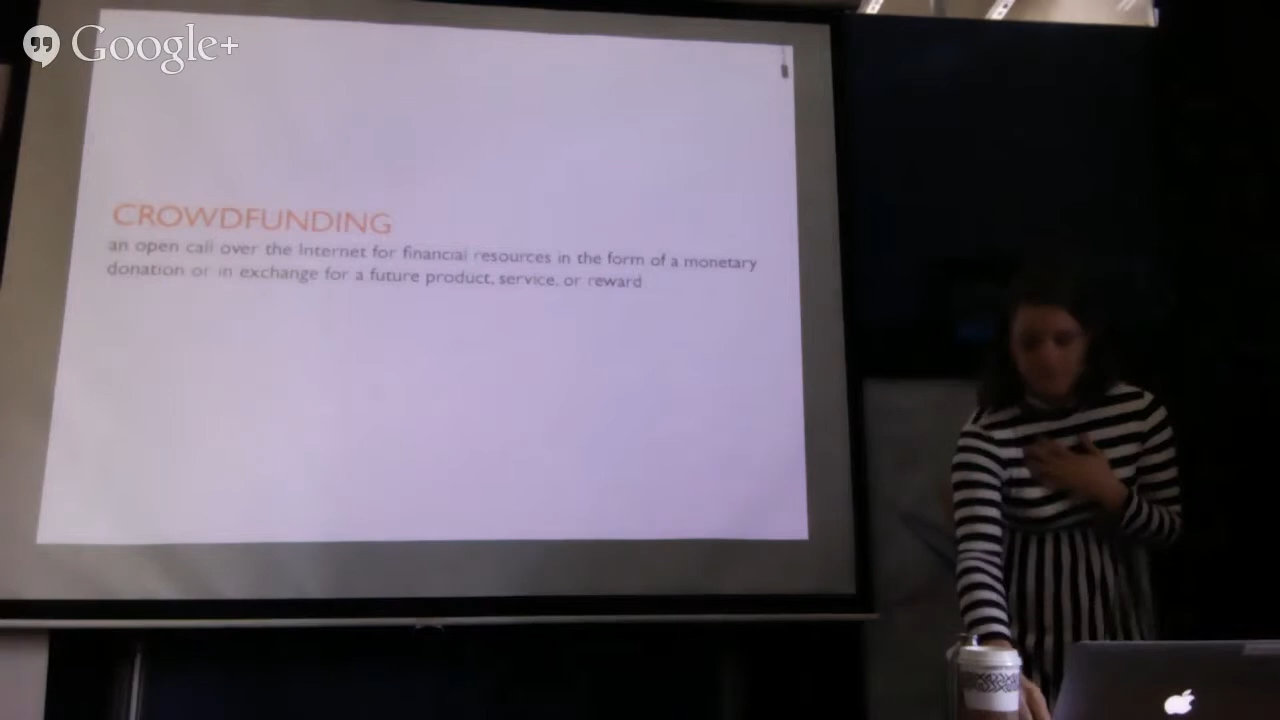 Google+
CROWDFUNDING
an open call over the Internet for financial resources in the form of a monetary
donation or in exchange for a future product, service, or reward